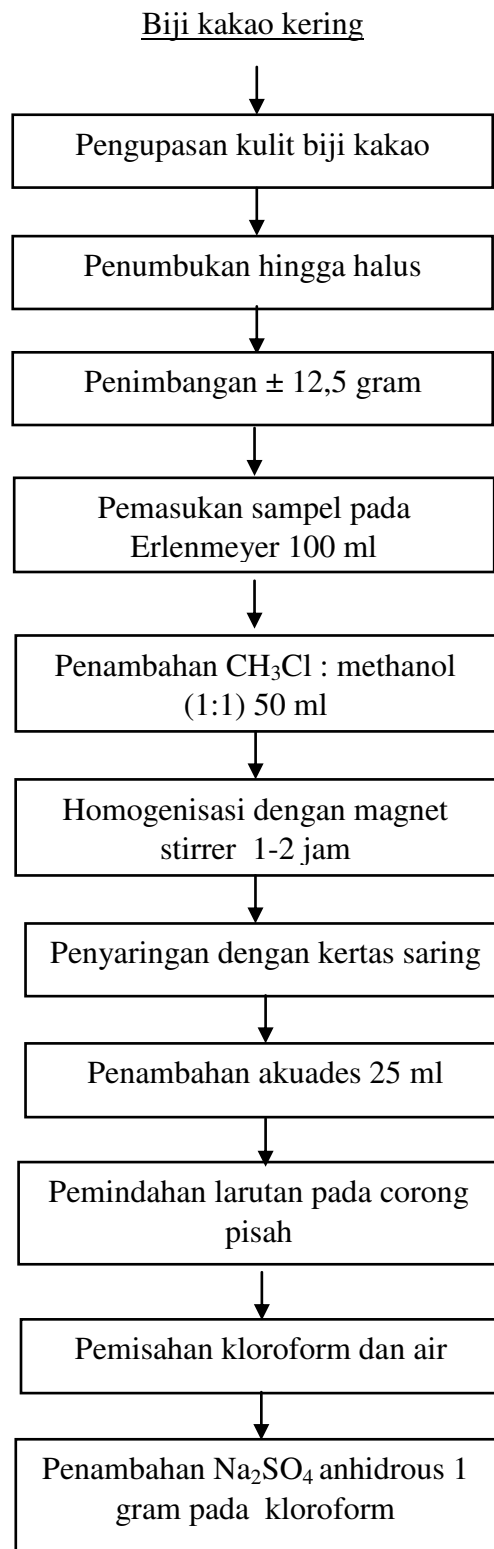 Biji kakao kering
Pengupasan kulit biji kakao
Penumbukan hingga halus
Penimbangan ± 12,5 gram
Pemasukan sampel pada
Erlenmeyer 100 ml
Penambahan CH₃Cl : methanol
(1:1) 50 ml
Homogenisasi dengan magnet
stirrer 1-2 jam
Penyaringan dengan kertas saring
Penambahan akuades 25 ml
Pemindahan larutan pada corong
pisah
Pemisahan kloroform dan air
Penambahan Na₂SO₄ anhidrous 1
gram pada kloroform